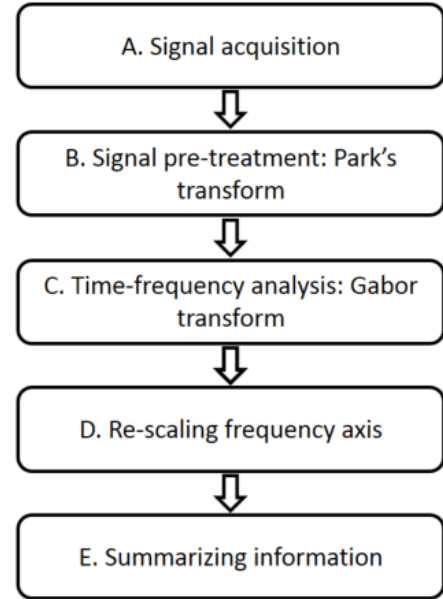 A. Signal acquisition
B. Signal pre-treatment: Park’s
transform
C. Time-frequency analysis: Gabor
transform
D. Re-scaling frequency axis
E. Summarizing information